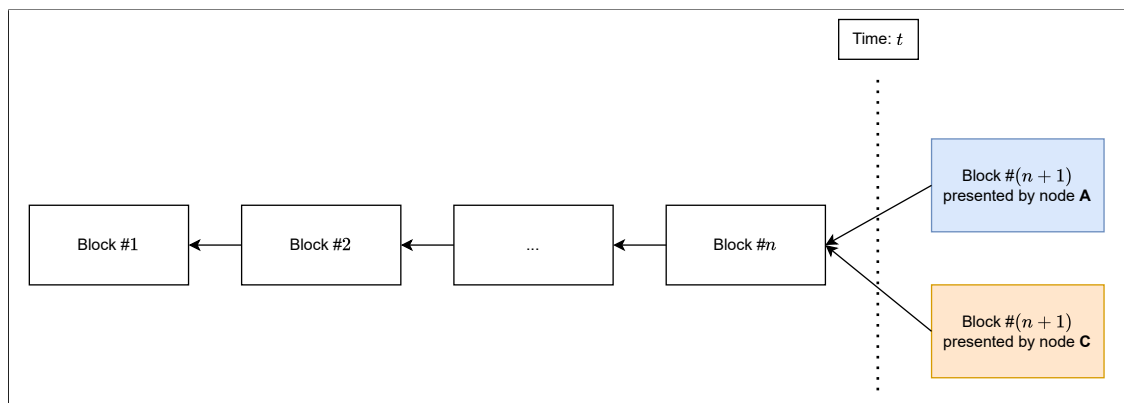 Time: t
Block #(n + 1)
presented by node A
Block #1
Block #2
...
Block #n
Block #(n + 1)
presented by node C